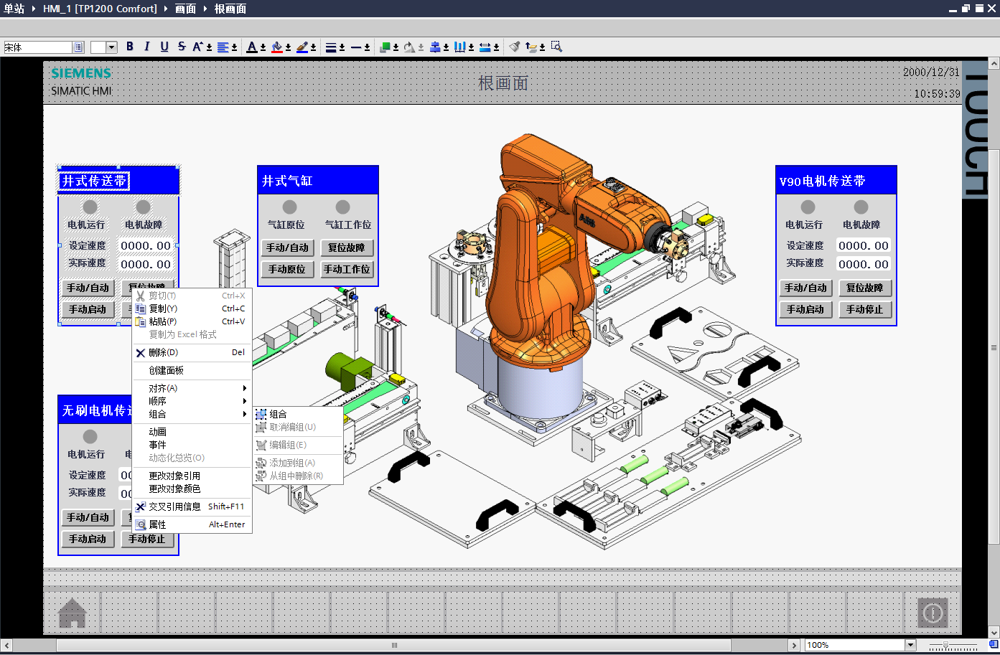 单站 HMI_1 [TP1200 Comfort] 画面 根画面
宋体
SIEMENS
SIMATIC HMI
根画面
2000/12/31
10:59:39
TOUCH
井式传送带
电机运行 电机故障
设定速度 0000.00
实际速度 0000.00
手动/自动 复位故障
手动启动
井式气缸
气缸原位 气缸工作位
手动/自动 复位故障
手动原位 手动工作位
ABB
V90电机传送带
电机运行 电机故障
设定速度 0000.00
实际速度 0000.00
手动/自动 复位故障
手动启动 手动停止
剪切(T) Ctrl+X
复制(Y) Ctrl+C
粘贴(P) Ctrl+V
复制为 Excel 格式
删除(D) Del
创建面板
对齐(A)
顺序
组合
动画
事件
动态化总览(O)
更改对象引用
更改对象颜色
交叉引用信息 Shift+F11
属性 Alt+Enter
组合
取消编组(U)
编辑组(E)
添加到组(A)
从组中删除(R)
无刷电机传送
电机运行
设定速度 00
实际速度 00
手动/自动
手动启动 手动停止
100%